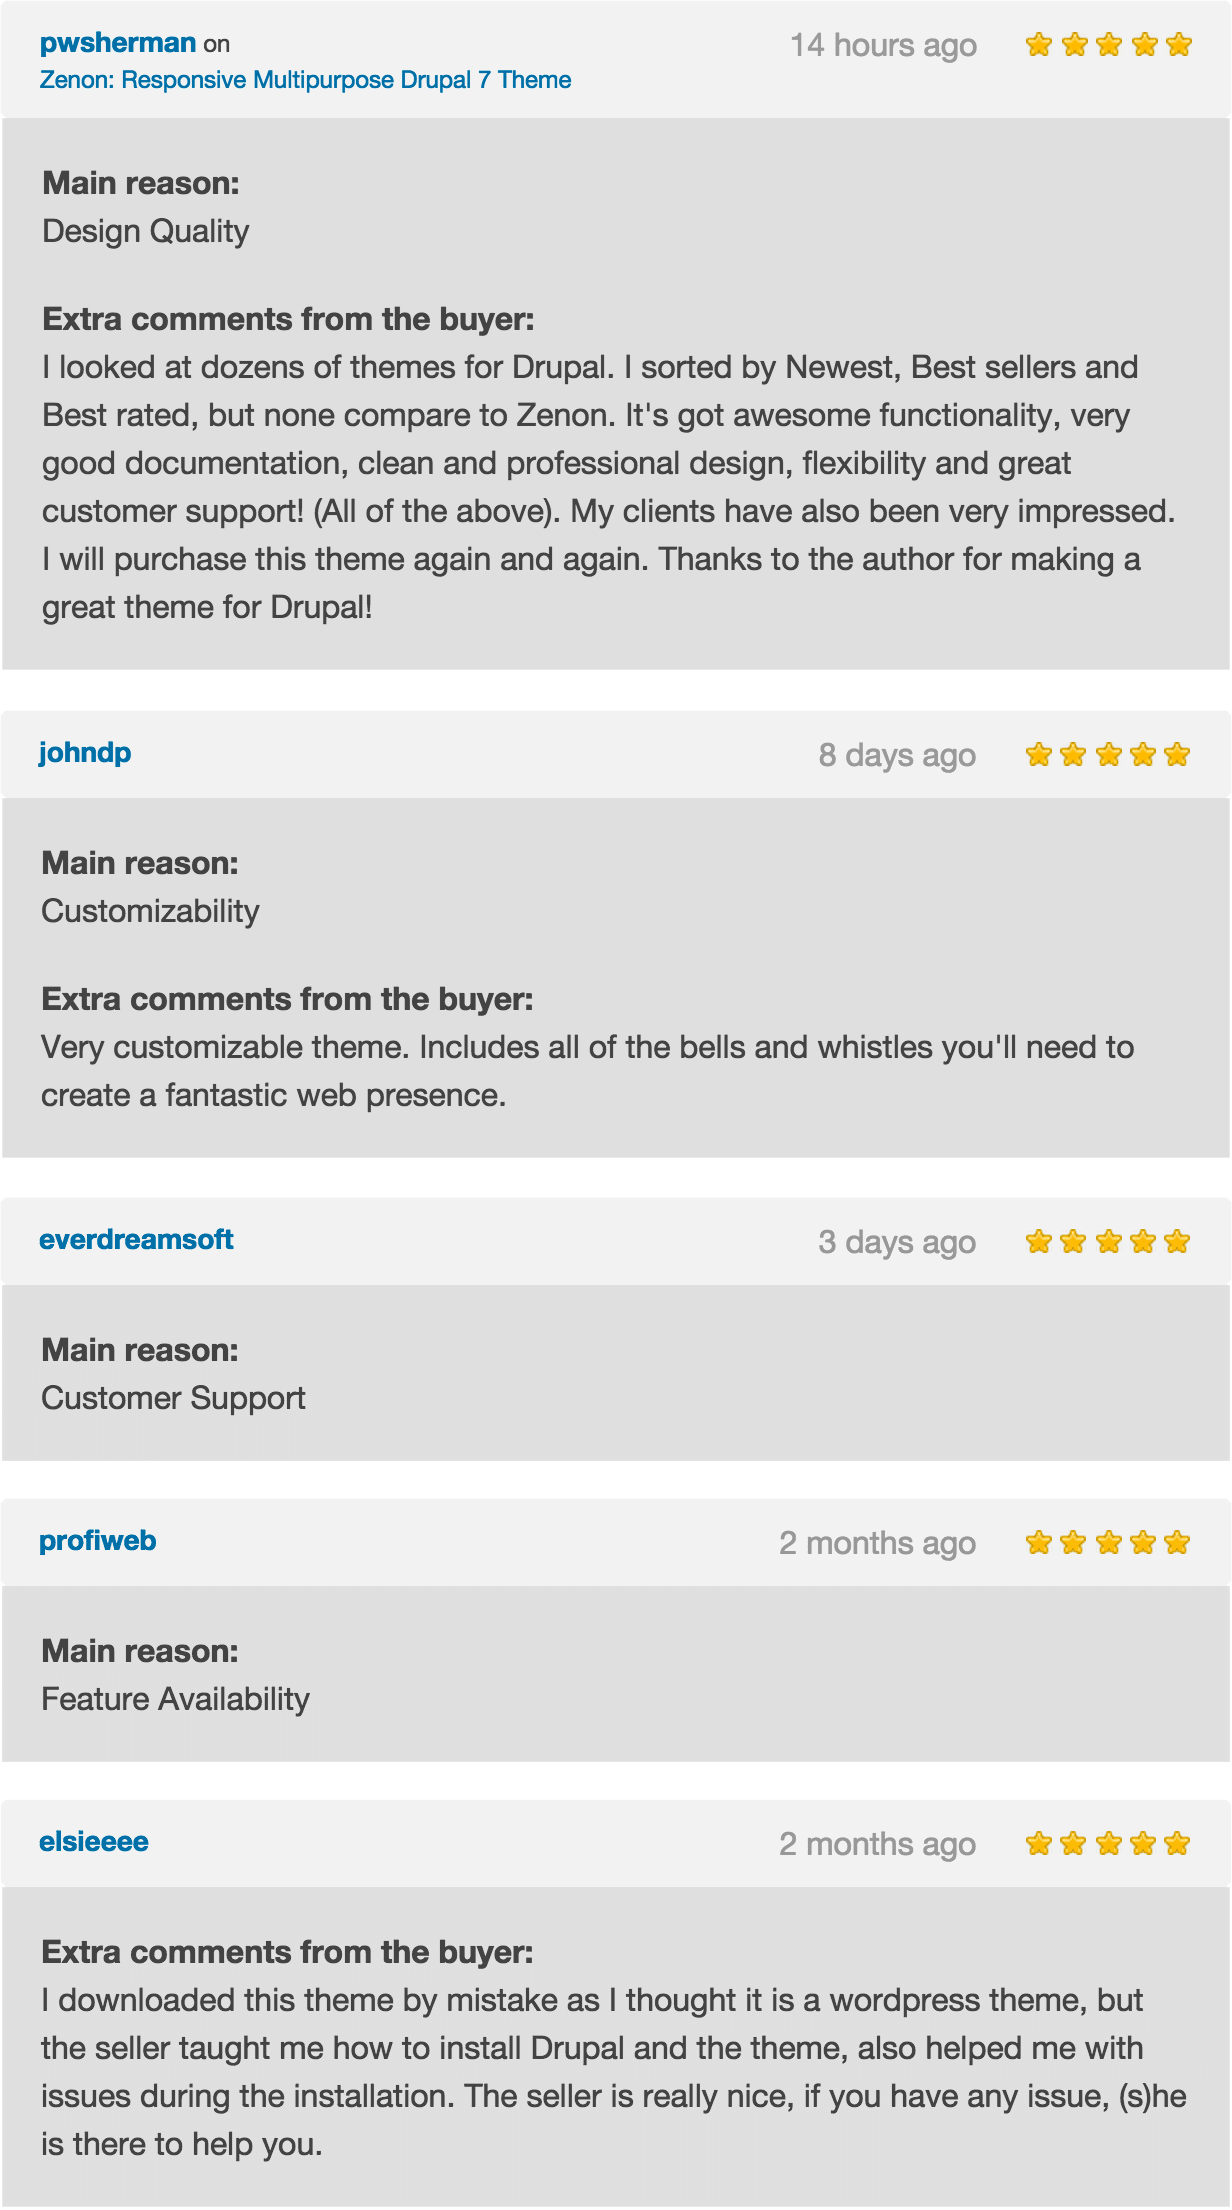 pwsherman on 14 hours ago
Zenon: Responsive Multipurpose Drupal 7 Theme
Main reason:
Design Quality
Extra comments from the buyer:
I looked at dozens of themes for Drupal. I sorted by Newest, Best sellers and
Best rated, but none compare to Zenon. It's got awesome functionality, very
good documentation, clean and professional design, flexibility and great
customer support! (All of the above). My clients have also been very impressed.
I will purchase this theme again and again. Thanks to the author for making a
great theme for Drupal!
johndp 8 days ago
Main reason:
Customizability
Extra comments from the buyer:
Very customizable theme. Includes all of the bells and whistles you'll need to
create a fantastic web presence.
everdreamsoft 3 days ago
Main reason:
Customer Support
profiweb 2 months ago
Main reason:
Feature Availability
elsieeee 2 months ago
Extra comments from the buyer:
I downloaded this theme by mistake as I thought it is a wordpress theme, but
the seller taught me how to install Drupal and the theme, also helped me with
issues during the installation. The seller is really nice, if you have any issue, (s)he
is there to help you.